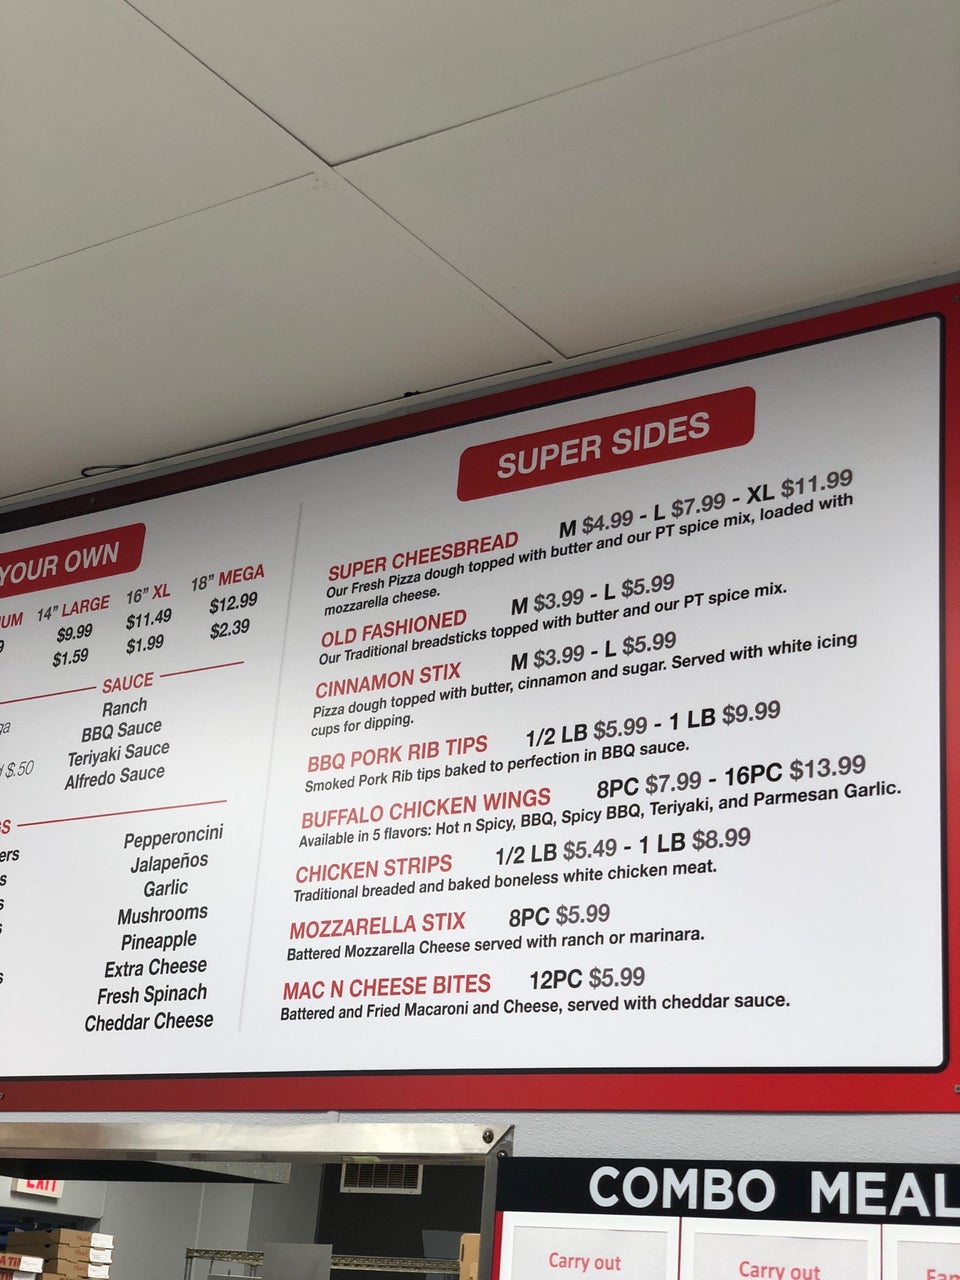 YOUR OWN
14" LARGE 16" XL 18" MEGA
$9.99 $11.49 $12.99
$1.59 $1.99 $2.39
SAUCE
Ranch
BBQ Sauce
Teriyaki Sauce
Alfredo Sauce
$.50
Pepperoncini
Jalapeños
Garlic
Mushrooms
Pineapple
Extra Cheese
Fresh Spinach
Cheddar Cheese
SUPER SIDES
SUPER CHEESBREAD M $4.99 - L $7.99 - XL $11.99
Our Fresh Pizza dough topped with butter and our PT spice mix, loaded with
mozzarella cheese.
OLD FASHIONED M $3.99 - L $5.99
Our Traditional breadsticks topped with butter and our PT spice mix.
CINNAMON STIX M $3.99 - L $5.99
Pizza dough topped with butter, cinnamon and sugar. Served with white icing
cups for dipping.
BBQ PORK RIB TIPS 1/2 LB $5.99 - 1 LB $9.99
Smoked Pork Rib tips baked to perfection in BBQ sauce.
BUFFALO CHICKEN WINGS 8PC $7.99 - 16PC $13.99
Available in 5 flavors: Hot n Spicy, BBQ, Spicy BBQ, Teriyaki, and Parmesan Garlic.
CHICKEN STRIPS 1/2 LB $5.49 - 1 LB $8.99
Traditional breaded and baked boneless white chicken meat.
MOZZARELLA STIX 8PC $5.99
Battered Mozzarella Cheese served with ranch or marinara.
MAC N CHEESE BITES 12PC $5.99
Battered and Fried Macaroni and Cheese, served with cheddar sauce.
EXIT
COMBO MEAL
Carry out
Carry out